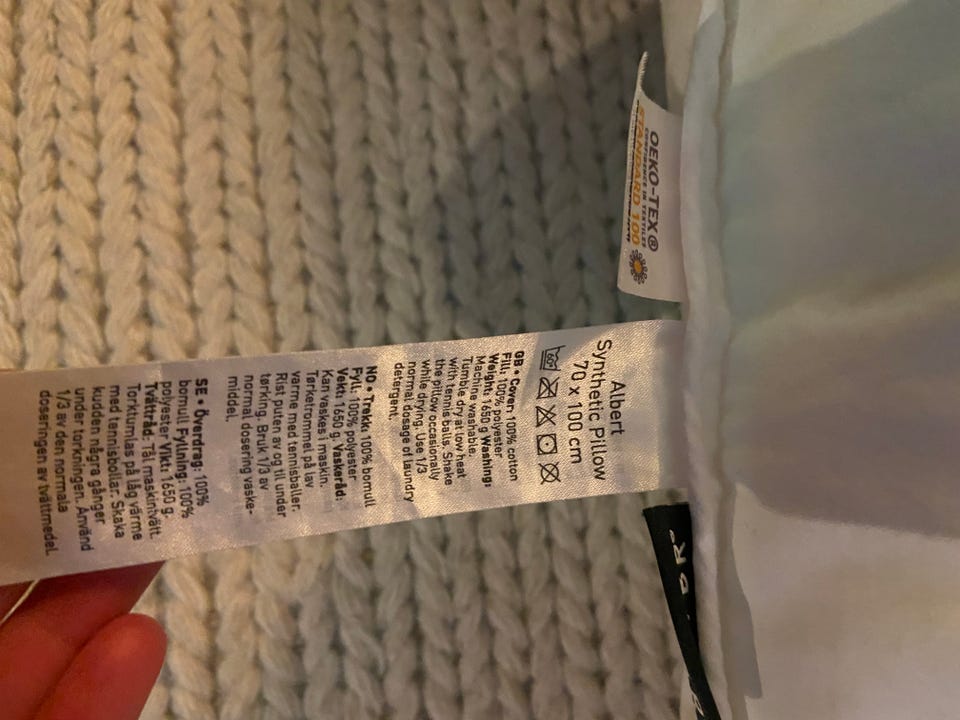 Albert
Synthetic Pillow
70 x 100 cm
60
GB • Cover: 100% cotton
Fill: 100% polyester
Weight: 1650 g Washing:
Machine washable.
Tumble dry at low heat
with tennis balls. Shake
the pillow occasionally
while drying. Use 1/3
normal dosage of laundry
detergent.
NO • Trekk: 100% bomull
Fyll: 100% polyester
Vekt: 1650 g. Vaskeråd:
Kan vaskes i maskin.
Tørketrommel på lav
varme med tennisballer.
Rist puten av og til under
tørking. Bruk 1/3 av
normal dosering vaske-
middel.
SE • Överdrag: 100%
bomull Fyllning: 100%
polyester Vikt: 1650 g.
Tvättråd: Tål maskintvätt.
Torktumlas på låg värme
med tennisbollar. Skaka
kudden några gånger
under torkningen. Använd
1/3 av den normala
doseringen av tvättmedel.
OEKO-TEX®
CONFIDENCE IN TEXTILES
STANDARD 100